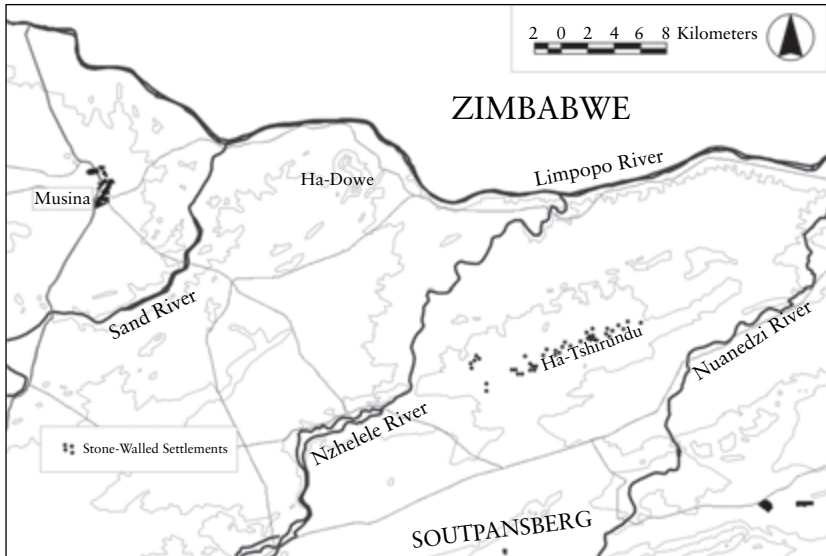 2 0 2 4 6 8 Kilometers
ZIMBABWE
Limpopo River
Ha-Dowe
Musina
Sand River
Ha-Tshirundu
Nuanedzi River
Nzhelele River
Stone-Walled Settlements
SOUTPANSBERG